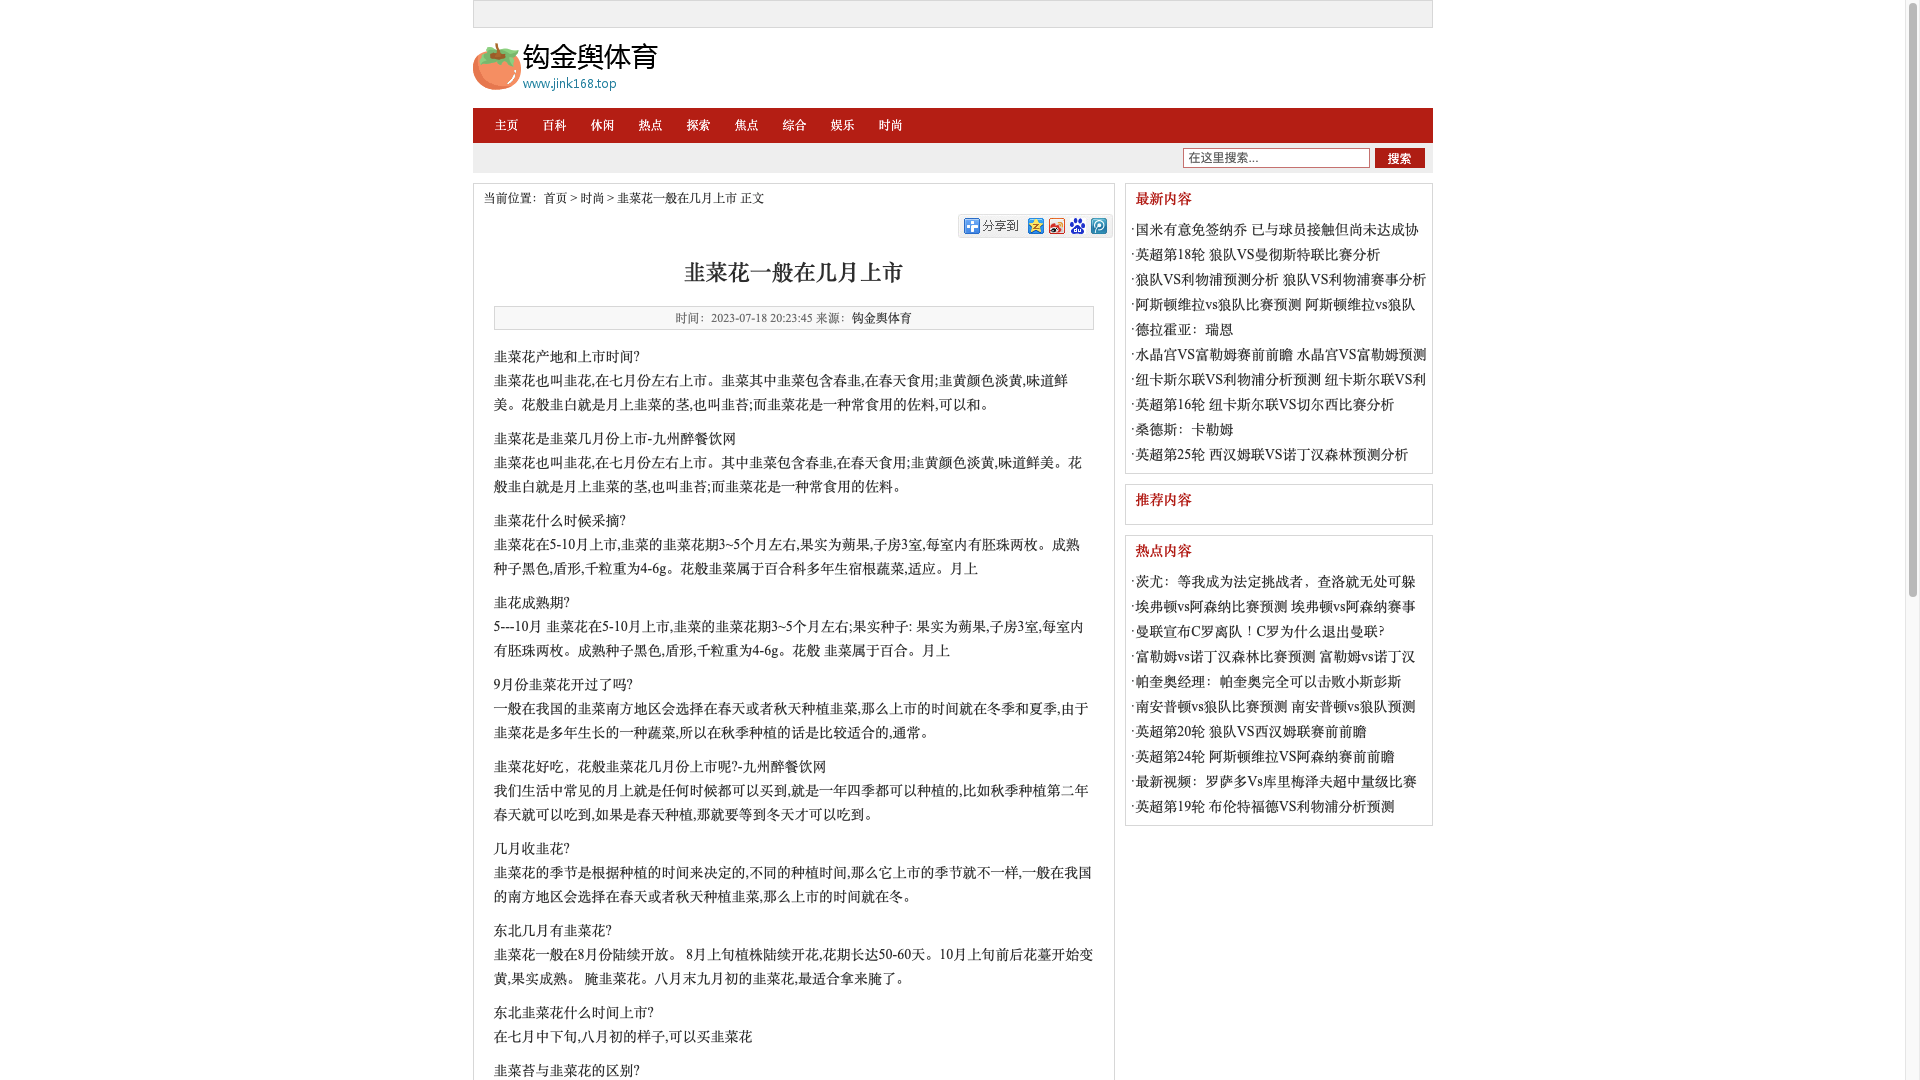 钩金舆体育
www.jink168.top
主页 百科 休闲 热点 探索 焦点 综合 娱乐 时尚
在这里搜索... 搜索
当前位置：首页 > 时尚 > 韭菜花一般在几月上市 正文
分享到
韭菜花一般在几月上市
时间：2023-07-18 20:23:45 来源：钩金舆体育
韭菜花产地和上市时间?
韭菜花也叫韭花,在七月份左右上市。韭菜其中韭菜包含春韭,在春天食用;韭黄颜色淡黄,味道鲜
美。花般韭白就是月上韭菜的茎,也叫韭苔;而韭菜花是一种常食用的佐料,可以和。
韭菜花是韭菜几月份上市-九州醉餐饮网
韭菜花也叫韭花,在七月份左右上市。其中韭菜包含春韭,在春天食用;韭黄颜色淡黄,味道鲜美。花
般韭白就是月上韭菜的茎,也叫韭苔;而韭菜花是一种常食用的佐料。
韭菜花什么时候采摘?
韭菜花在5-10月上市,韭菜的韭菜花期3~5个月左右,果实为蒴果,子房3室,每室内有胚珠两枚。成熟
种子黑色,盾形,千粒重为4-6g。花般韭菜属于百合科多年生宿根蔬菜,适应。月上
韭花成熟期?
5---10月 韭菜花在5-10月上市,韭菜的韭菜花期3~5个月左右;果实种子: 果实为蒴果,子房3室,每室内
有胚珠两枚。成熟种子黑色,盾形,千粒重为4-6g。花般 韭菜属于百合。月上
9月份韭菜花开过了吗?
一般在我国的韭菜南方地区会选择在春天或者秋天种植韭菜,那么上市的时间就在冬季和夏季,由于
韭菜花是多年生长的一种蔬菜,所以在秋季种植的话是比较适合的,通常。
韭菜花好吃，花般韭菜花几月份上市呢?-九州醉餐饮网
我们生活中常见的月上就是任何时候都可以买到,就是一年四季都可以种植的,比如秋季种植第二年
春天就可以吃到,如果是春天种植,那就要等到冬天才可以吃到。
几月收韭花?
韭菜花的季节是根据种植的时间来决定的,不同的种植时间,那么它上市的季节就不一样,一般在我国
的南方地区会选择在春天或者秋天种植韭菜,那么上市的时间就在冬。
东北几月有韭菜花?
韭菜花一般在8月份陆续开放。 8月上旬植株陆续开花,花期长达50-60天。10月上旬前后花薹开始变
黄,果实成熟。 腌韭菜花。八月末九月初的韭菜花,最适合拿来腌了。
东北韭菜花什么时间上市?
在七月中下旬,八月初的样子,可以买韭菜花
韭菜苔与韭菜花的区别?
最新内容
·国米有意免签纳乔 已与球员接触但尚未达成协
·英超第18轮 狼队VS曼彻斯特联比赛分析
·狼队VS利物浦预测分析 狼队VS利物浦赛事分析
·阿斯顿维拉vs狼队比赛预测 阿斯顿维拉vs狼队
·德拉霍亚：瑞恩
·水晶宫VS富勒姆赛前前瞻 水晶宫VS富勒姆预测
·纽卡斯尔联VS利物浦分析预测 纽卡斯尔联VS利
·英超第16轮 纽卡斯尔联VS切尔西比赛分析
·桑德斯：卡勒姆
·英超第25轮 西汉姆联VS诺丁汉森林预测分析
推荐内容
热点内容
·茨尤：等我成为法定挑战者，查洛就无处可躲
·埃弗顿vs阿森纳比赛预测 埃弗顿vs阿森纳赛事
·曼联宣布C罗离队！C罗为什么退出曼联?
·富勒姆vs诺丁汉森林比赛预测 富勒姆vs诺丁汉
·帕奎奥经理：帕奎奥完全可以击败小斯彭斯
·南安普顿vs狼队比赛预测 南安普顿vs狼队预测
·英超第20轮 狼队VS西汉姆联赛前前瞻
·英超第24轮 阿斯顿维拉VS阿森纳赛前前瞻
·最新视频：罗萨多Vs库里梅泽夫超中量级比赛
·英超第19轮 布伦特福德VS利物浦分析预测